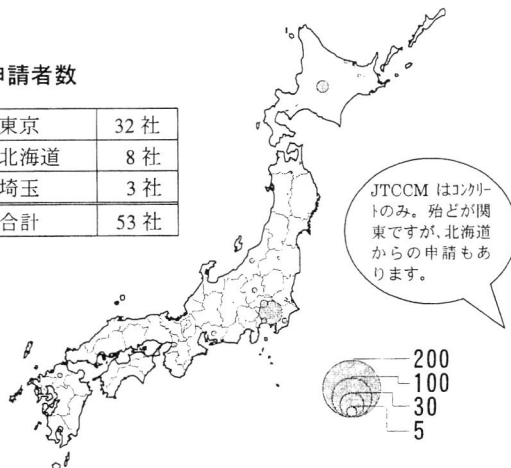 申請者数
東京 32 社
北海道 8 社
埼玉 3 社
合計 53 社
JTCCM はコンクリー
トのみ。殆どが関
東ですが、北海道
からの申請もあ
ります。
200
100
30
5